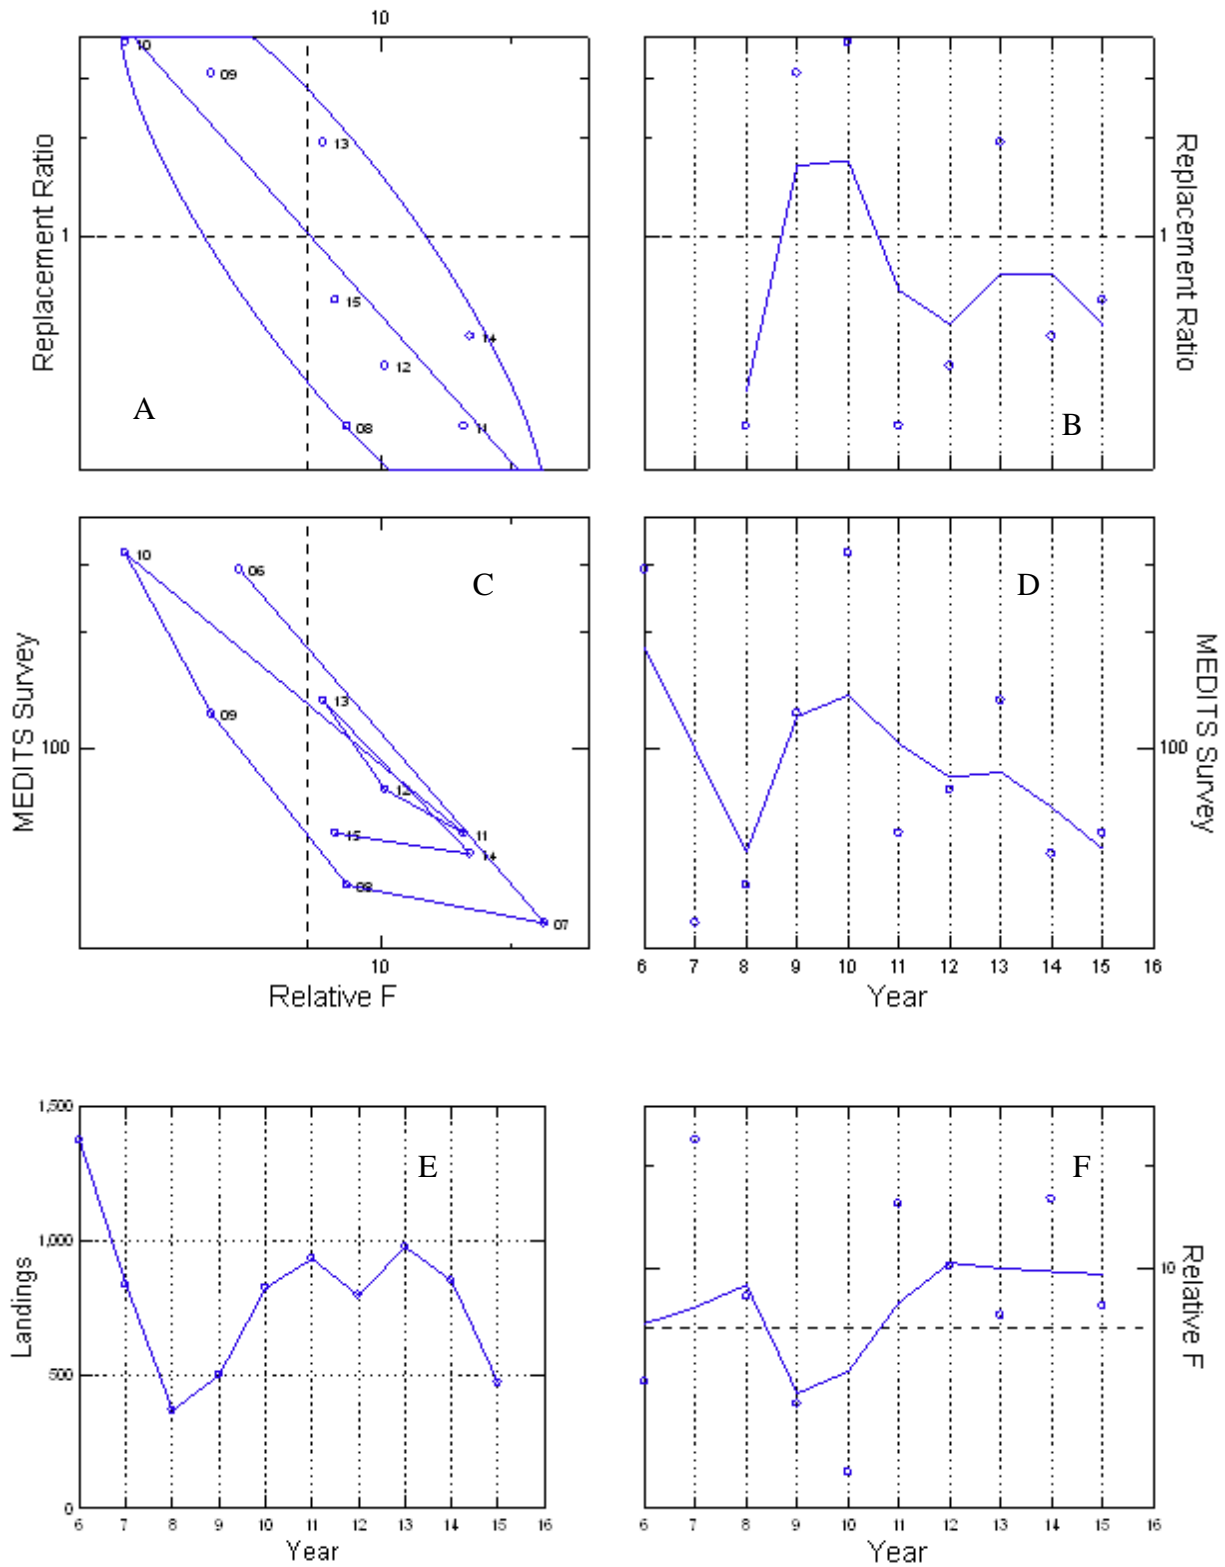 10
10
09
13
Replacement Ratio
1
15
14
12
A
08
11
Replacement Ratio
1
B
10
06
C
13
09
MEDITS Survey
100
12
15
11
14
08
07
10
Relative F
D
MEDITS Survey
100
6 7 8 9 10 11 12 13 14 15 16
Year
1,500
E
1,000
Landings
500
0
6 7 8 9 10 11 12 13 14 15 16
Year
F
10
Relative F
6 7 8 9 10 11 12 13 14 15 16
Year